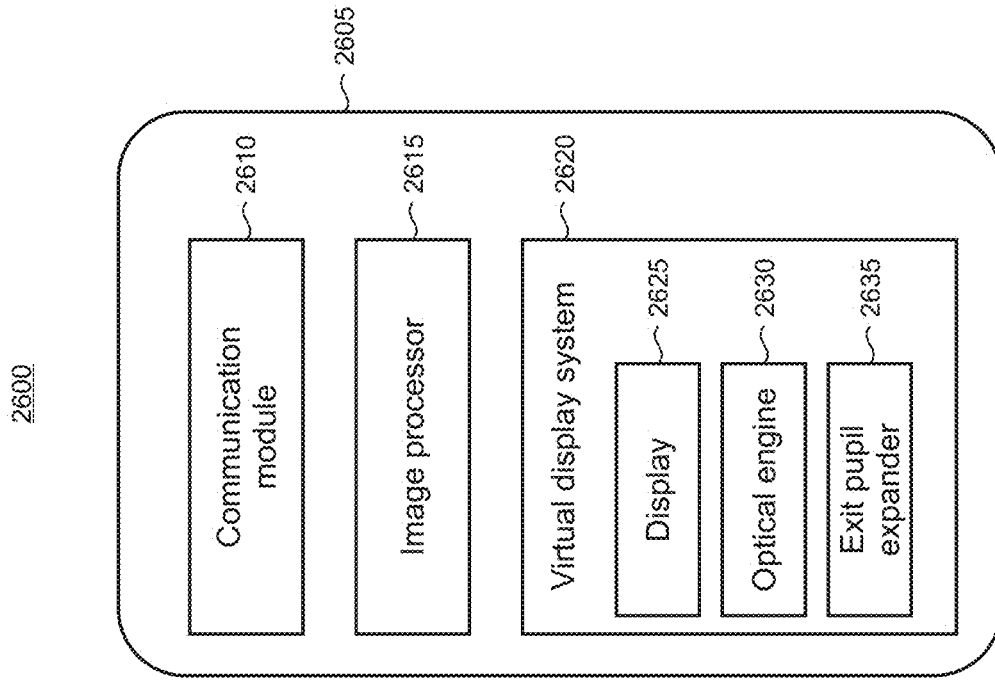 2600
2605
Communication
module
2610
Image processor
2615
Virtual display system
2620
Display
2625
Optical engine
2630
Exit pupil
expander
2635